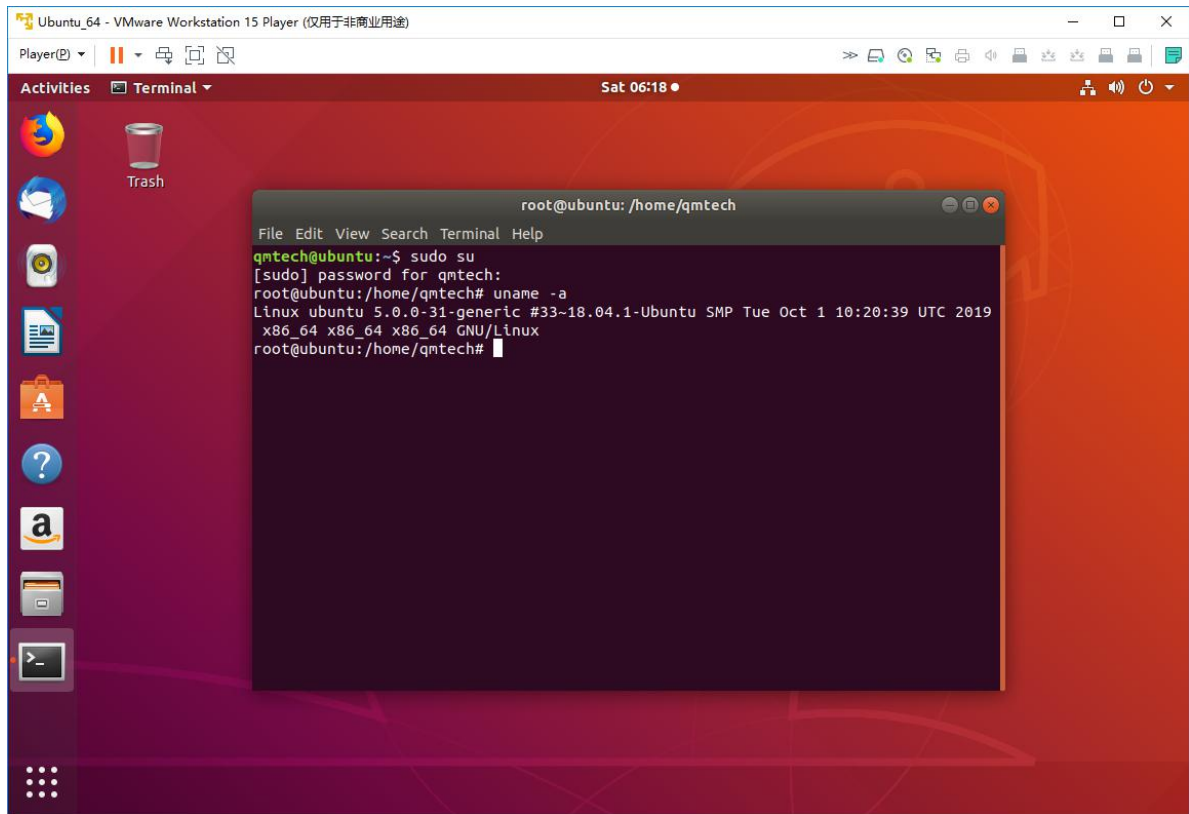 Ubuntu_64 - VMware Workstation 15 Player (仅用于非商业用途)
Player(P)
Activities
Terminal
Sat 06:18
Trash
root@ubuntu: /home/qmtech
File Edit View Search Terminal Help
qmtech@ubuntu:~$ sudo su
[sudo] password for qmtech:
root@ubuntu:/home/qmtech# uname -a
Linux ubuntu 5.0.0-31-generic #33~18.04.1-Ubuntu SMP Tue Oct 1 10:20:39 UTC 2019
x86_64 x86_64 x86_64 GNU/Linux
root@ubuntu:/home/qmtech#